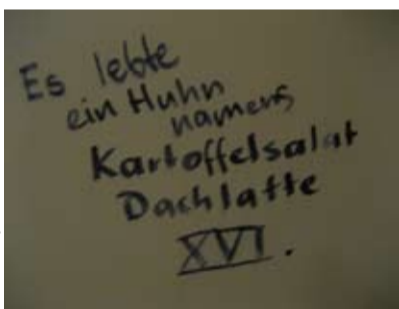 Es lebte
ein Huhn
namens
Kartoffelsalat
Dachlatte
XVI.